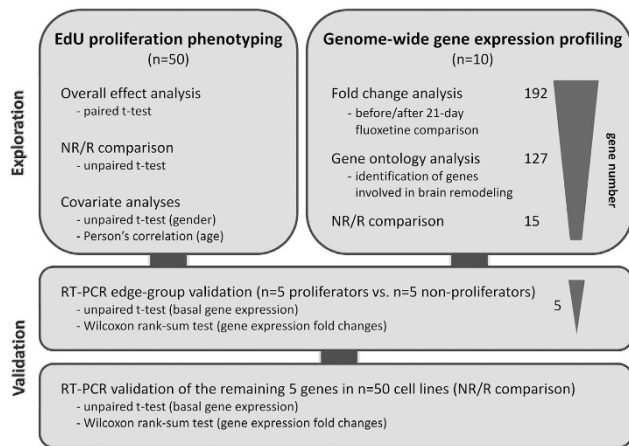 Exploration
EdU proliferation phenotyping
(n=50)
Overall effect analysis
- paired t-test
NR/R comparison
- unpaired t-test
Covariate analyses
- unpaired t-test (gender)
- Person's correlation (age)
Genome-wide gene expression profiling
(n=10)
Fold change analysis 192
- before/after 21-day
fluoxetine comparison
Gene ontology analysis 127
- identification of genes
involved in brain remodeling
NR/R comparison 15
gene number
Validation
RT-PCR edge-group validation (n=5 proliferators vs. n=5 non-proliferators)
- unpaired t-test (basal gene expression)
- Wilcoxon rank-sum test (gene expression fold changes)
5
RT-PCR validation of the remaining 5 genes in n=50 cell lines (NR/R comparison)
- unpaired t-test (basal gene expression)
- Wilcoxon rank-sum test (gene expression fold changes)